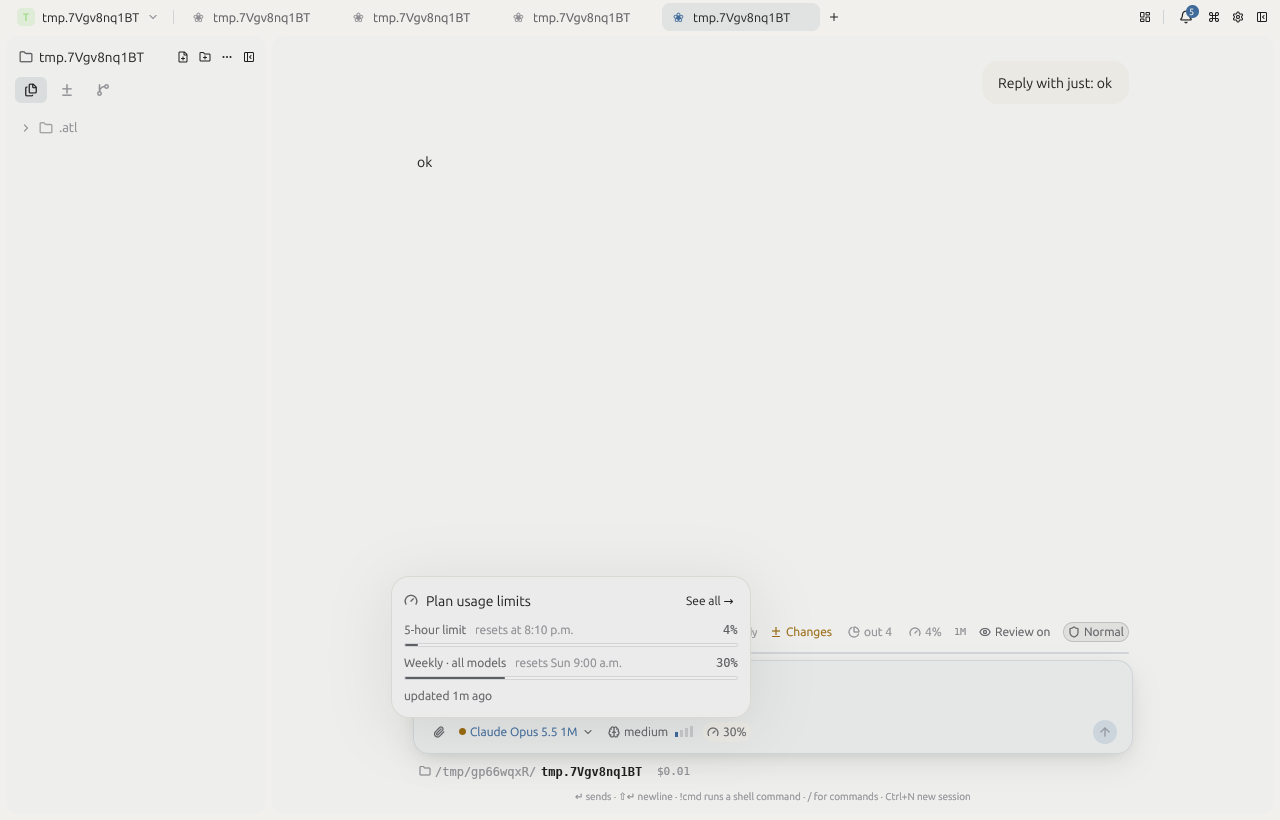 T tmp.7Vgv8nq1BT tmp.7Vgv8nq1BT tmp.7Vgv8nq1BT tmp.7Vgv8nq1BT tmp.7Vgv8nq1BT + 5
tmp.7Vgv8nq1BT
.atl
Reply with just: ok
ok
Plan usage limits See all →
5-hour limit resets at 8:10 p.m. 4%
Weekly · all models resets Sun 9:00 a.m. 30%
updated 1m ago
Changes out 4 4% 1M Review on Normal
Claude Opus 5.5 1M medium 30%
/tmp/gp66wqxR/ tmp.7Vgv8nq1BT $0.01
↵ sends · ⇧↵ newline · !cmd runs a shell command · / for commands · Ctrl+N new session